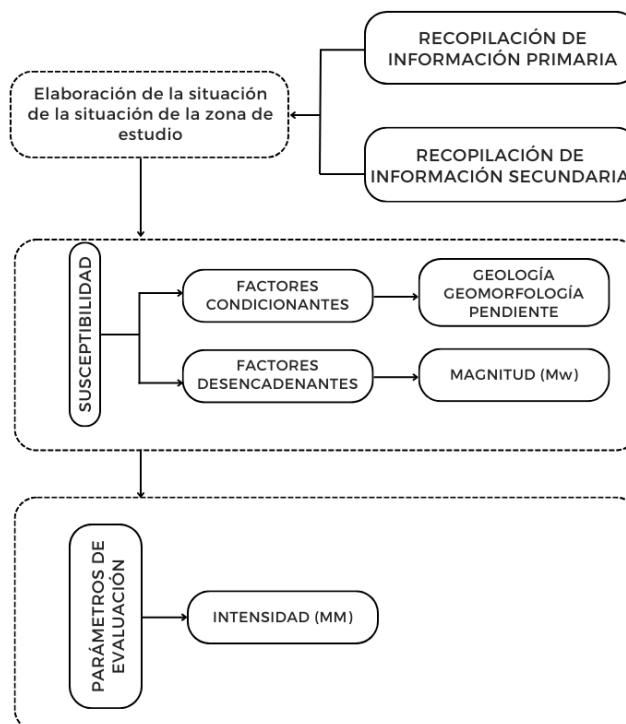 RECOPILACIÓN DE
INFORMACIÓN PRIMARIA
Elaboración de la situación
de la situación de la zona de
estudio
RECOPILACIÓN DE
INFORMACIÓN SECUNDARIA
SUSCEPTIBILIDAD
FACTORES
CONDICIONANTES
GEOLOGÍA
GEOMORFOLOGÍA
PENDIENTE
FACTORES
DESENCADENANTES
MAGNITUD (Mw)
PARÁMETROS DE
EVALUACIÓN
INTENSIDAD (MM)